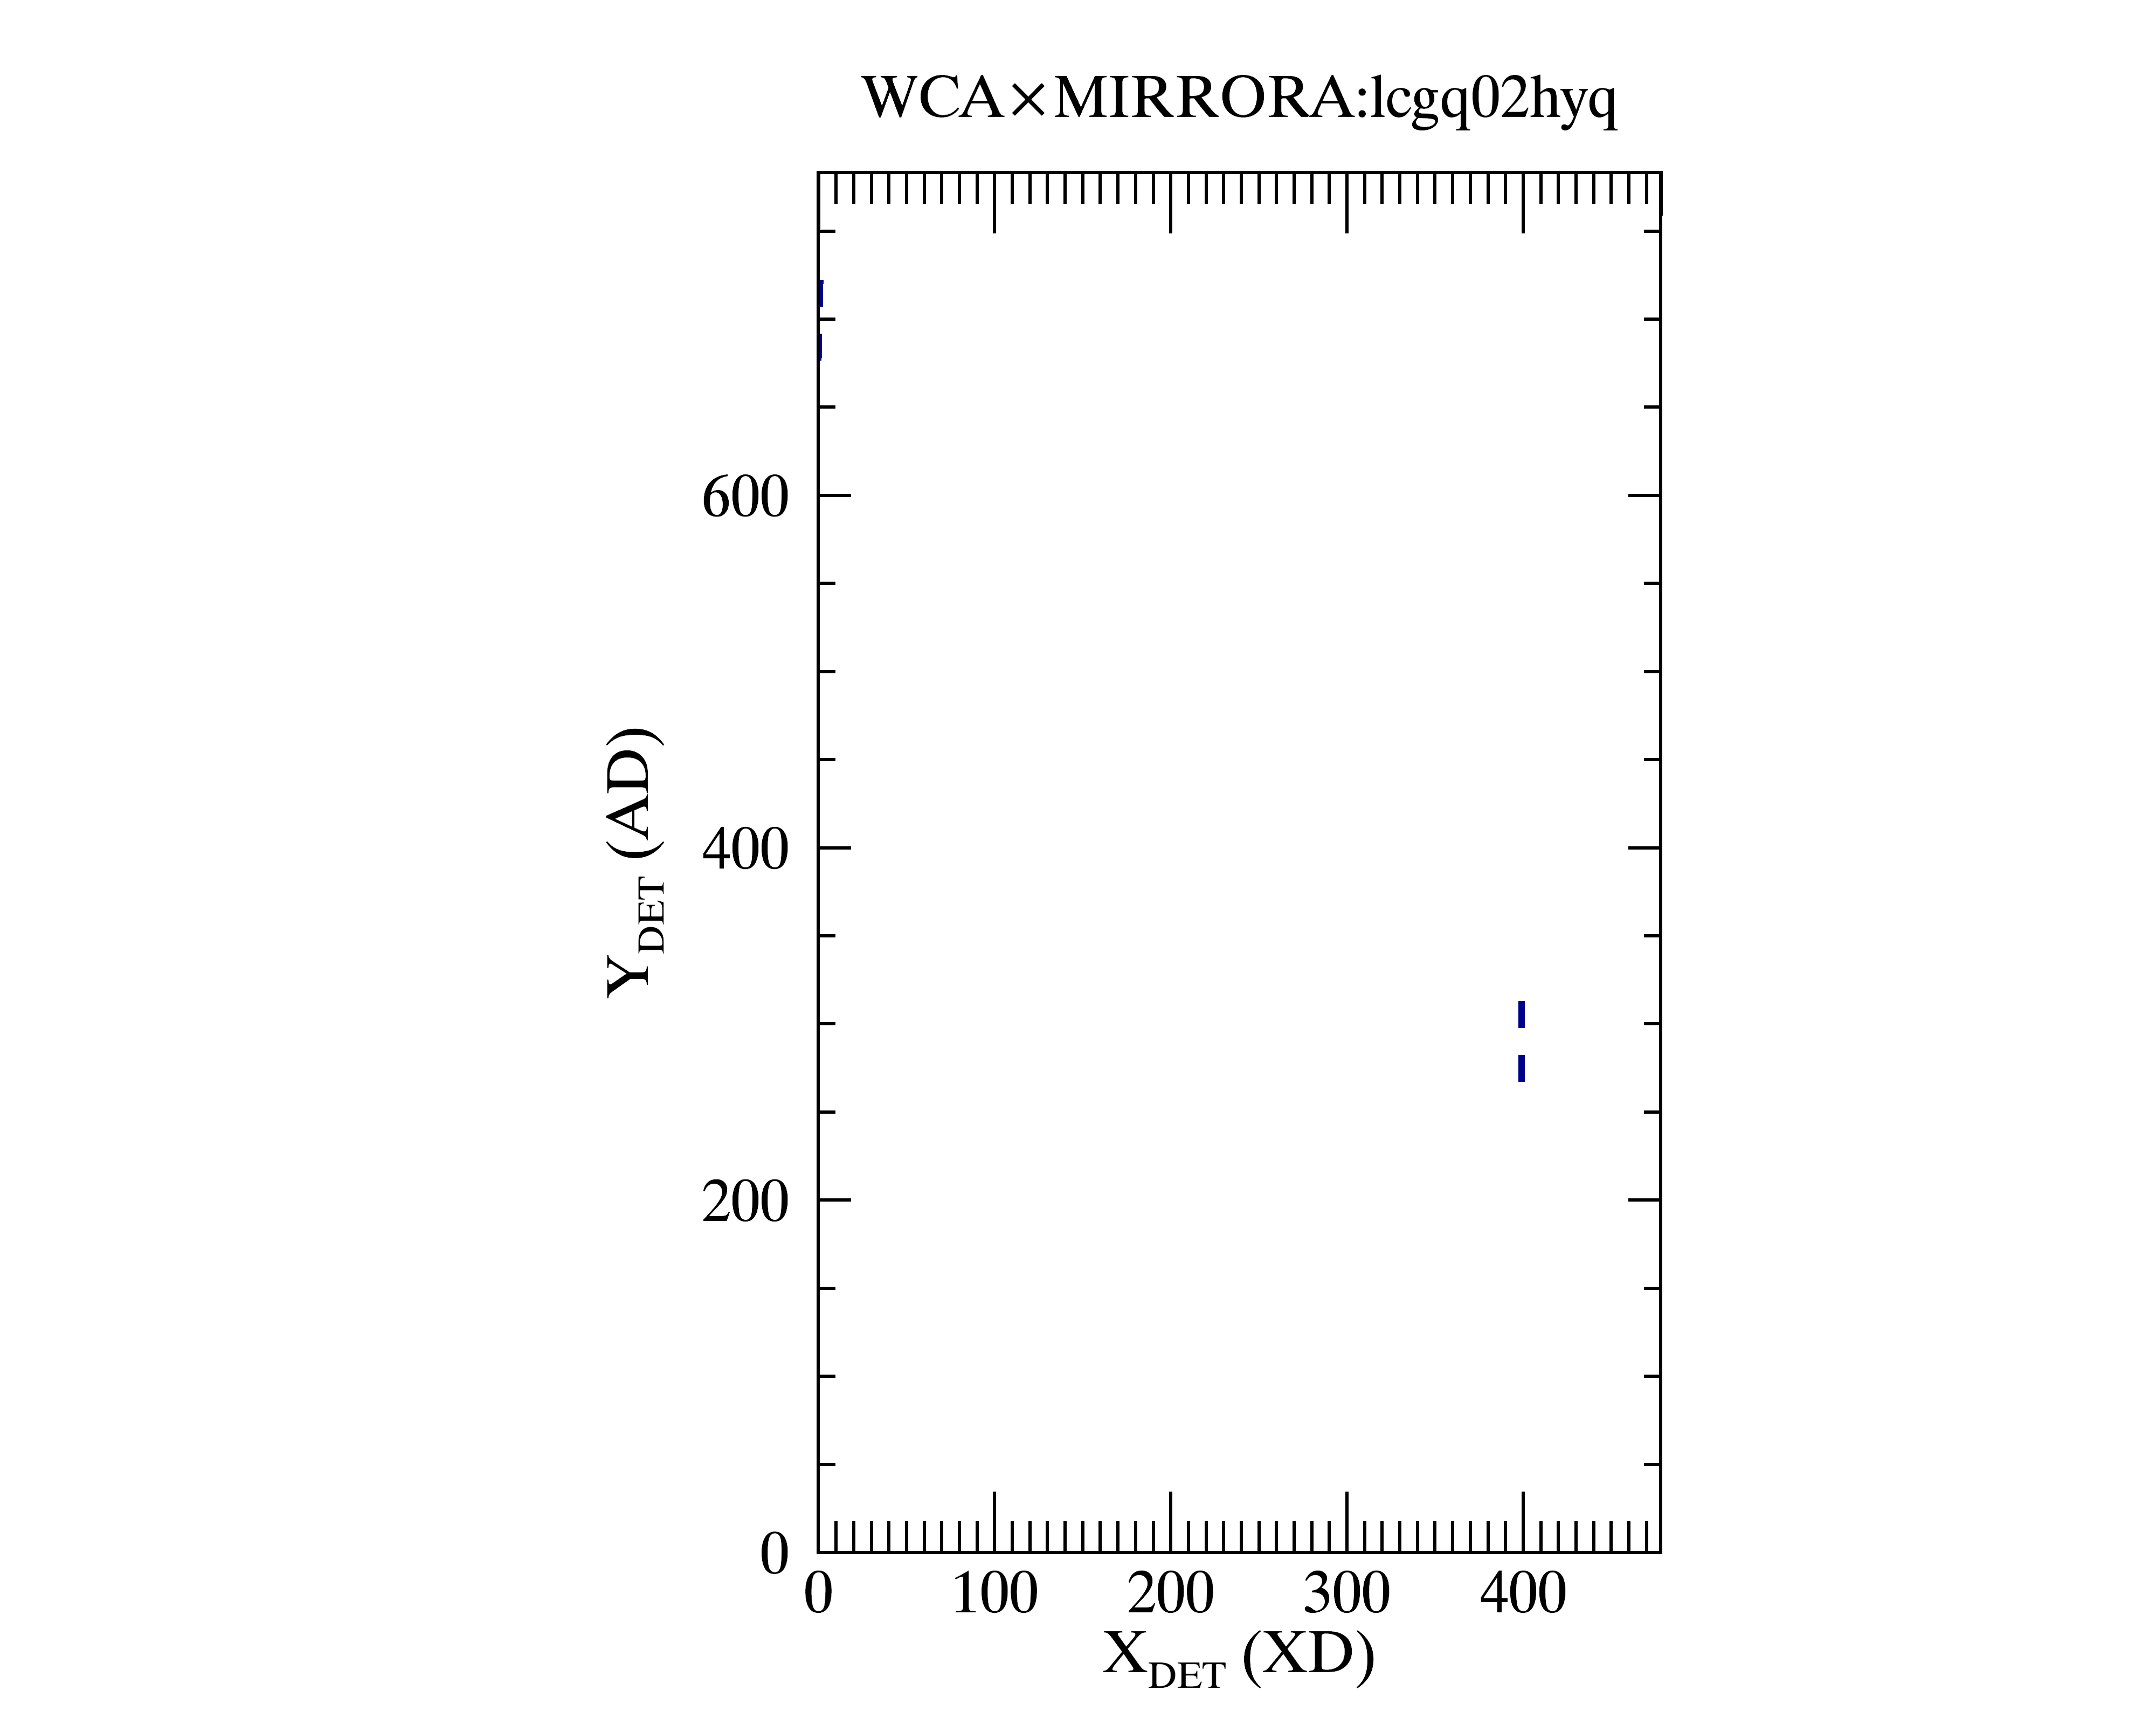 WCA×MIRRORA:lcgq02hyq
600
400
200
0
Y_DET (AD)
0 100 200 300 400
X_DET (XD)